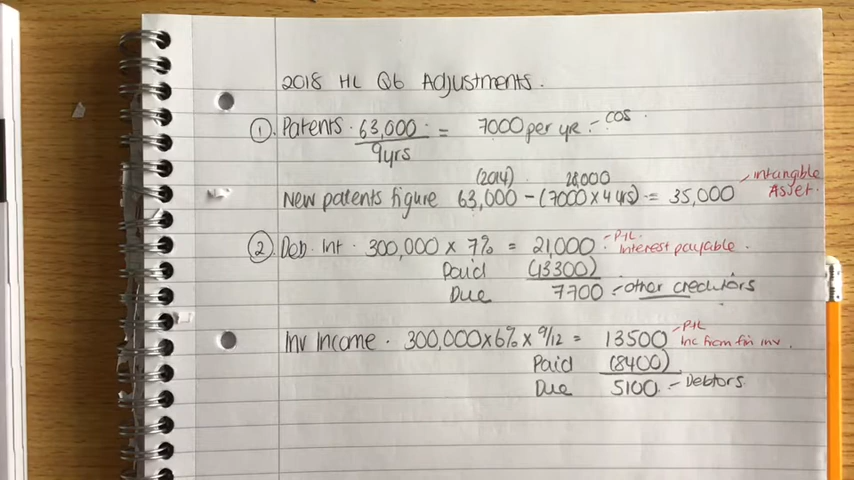 2018 HL Q6 Adjustments.
① Patents. 63,000 = 7000 per yr - COS.
9yrs
(2014) 28,000
New patents figure 63,000 - (7000 x 4 yrs) = 35,000 - intangible Asset.
② Deb. Int. 300,000 x 7% = 21,000 - P+L Interest payable.
Paid (13300)
Due 7700 - other creditors
Inv Income. 300,000 x 6% x 9/12 = 13500 - P+L Inc from fin inv.
Paid (8400)
Due 5100 - Debtors